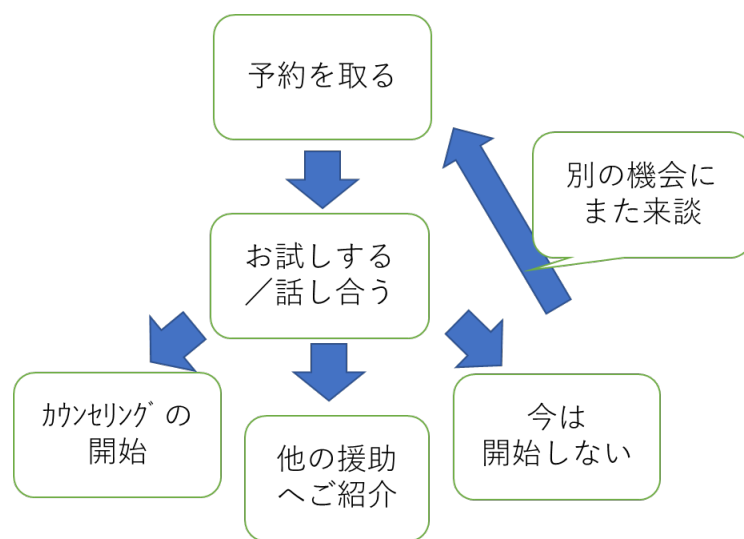 予約を取る
別の機会に
また来談
お試しする
／話し合う
ｶｳﾝｾﾘﾝｸﾞの
開始
他の援助
へご紹介
今は
開始しない